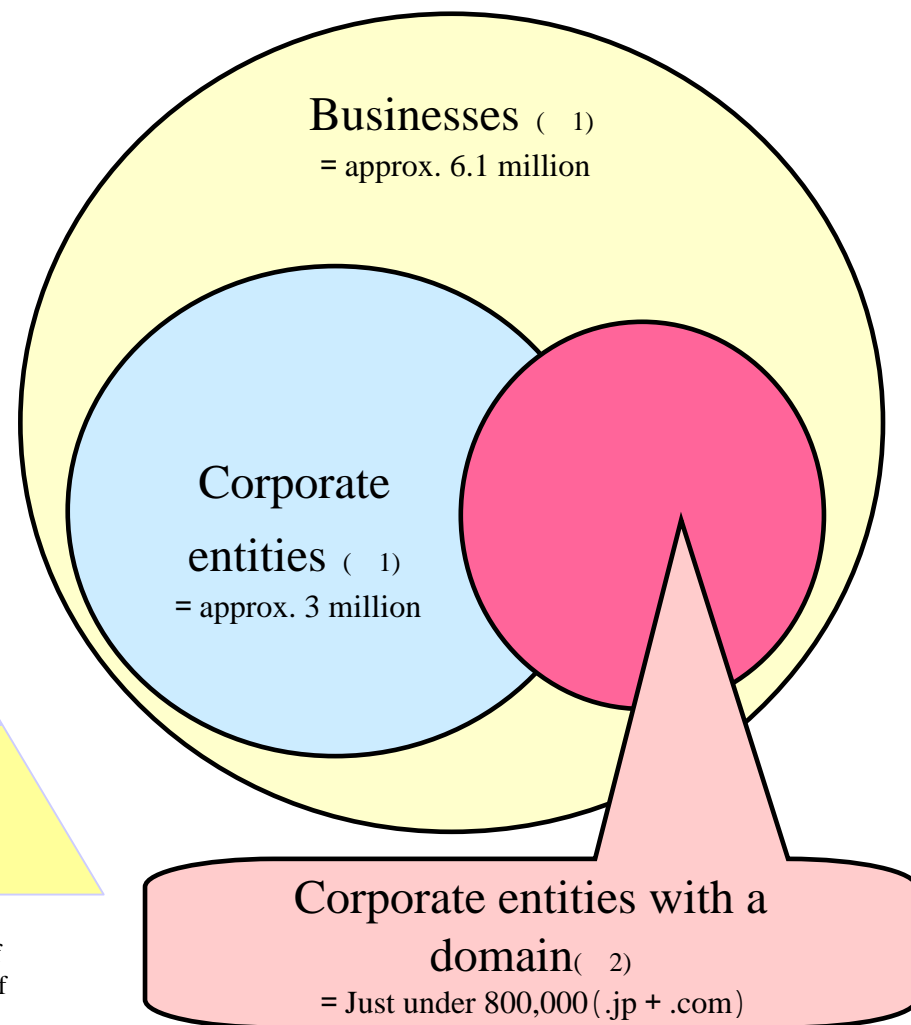 Businesses ( 1)
= approx. 6.1 million
Corporate
entities ( 1)
= approx. 3 million
Corporate entities with a
domain( 2)
= Just under 800,000(.jp + .com)